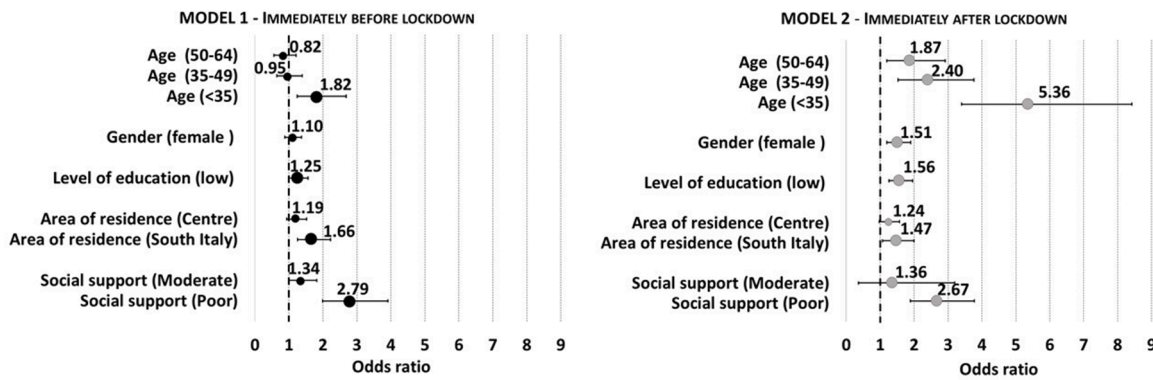 MODEL 1 - IMMEDIATELY BEFORE LOCKDOWN
Age (50-64) 0.82
Age (35-49) 0.95
Age (<35) 1.82
Gender (female ) 1.10
Level of education (low) 1.25
Area of residence (Centre) 1.19
Area of residence (South Italy) 1.66
Social support (Moderate) 1.34
Social support (Poor) 2.79
0 1 2 3 4 5 6 7 8 9
Odds ratio
MODEL 2 - IMMEDIATELY AFTER LOCKDOWN
Age (50-64) 1.87
Age (35-49) 2.40
Age (<35) 5.36
Gender (female ) 1.51
Level of education (low) 1.56
Area of residence (Centre) 1.24
Area of residence (South Italy) 1.47
Social support (Moderate) 1.36
Social support (Poor) 2.67
0 1 2 3 4 5 6 7 8 9
Odds ratio